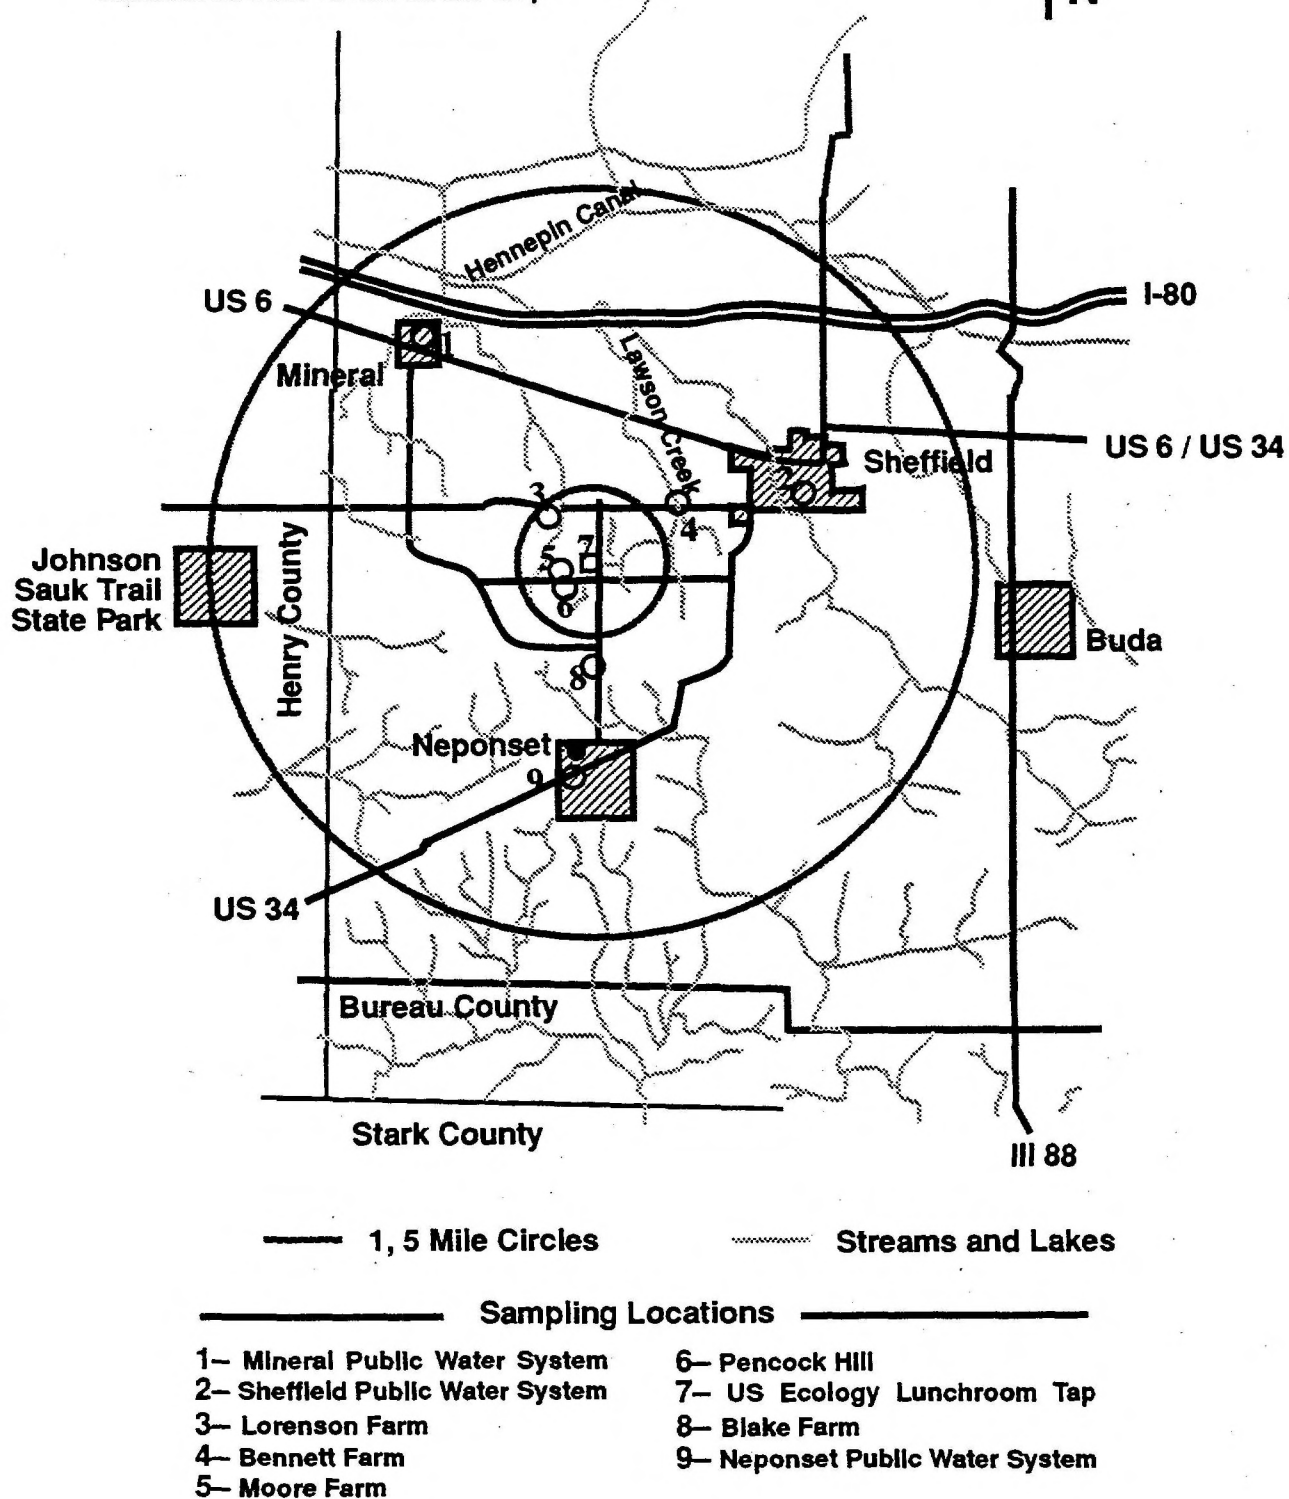 N
Hennepin Canal
US 6
I-80
1
Mineral
Lawson Creek
US 6 / US 34
Sheffield
2
3
4
Johnson
Sauk Trail
State Park
Henry County
5
7
6
Buda
8
Neponset
9
US 34
Bureau County
Stark County
Ill 88
1, 5 Mile Circles
Streams and Lakes
Sampling Locations
1– Mineral Public Water System
2– Sheffield Public Water System
3– Lorenson Farm
4– Bennett Farm
5– Moore Farm
6– Pencock Hill
7– US Ecology Lunchroom Tap
8– Blake Farm
9– Neponset Public Water System